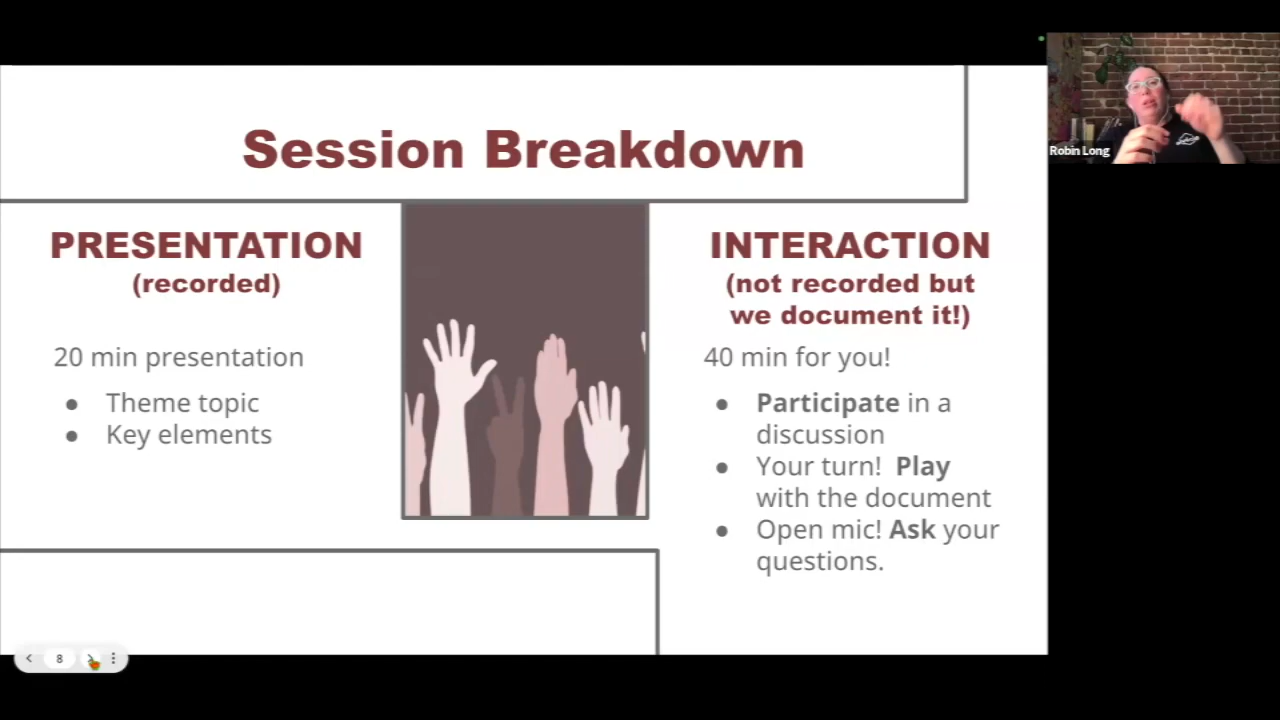 Session Breakdown
PRESENTATION
(recorded)
20 min presentation
● Theme topic
● Key elements
INTERACTION
(not recorded but
we document it!)
40 min for you!
● Participate in a
discussion
● Your turn!  Play
with the document
● Open mic! Ask your
questions.
Robin Long
8